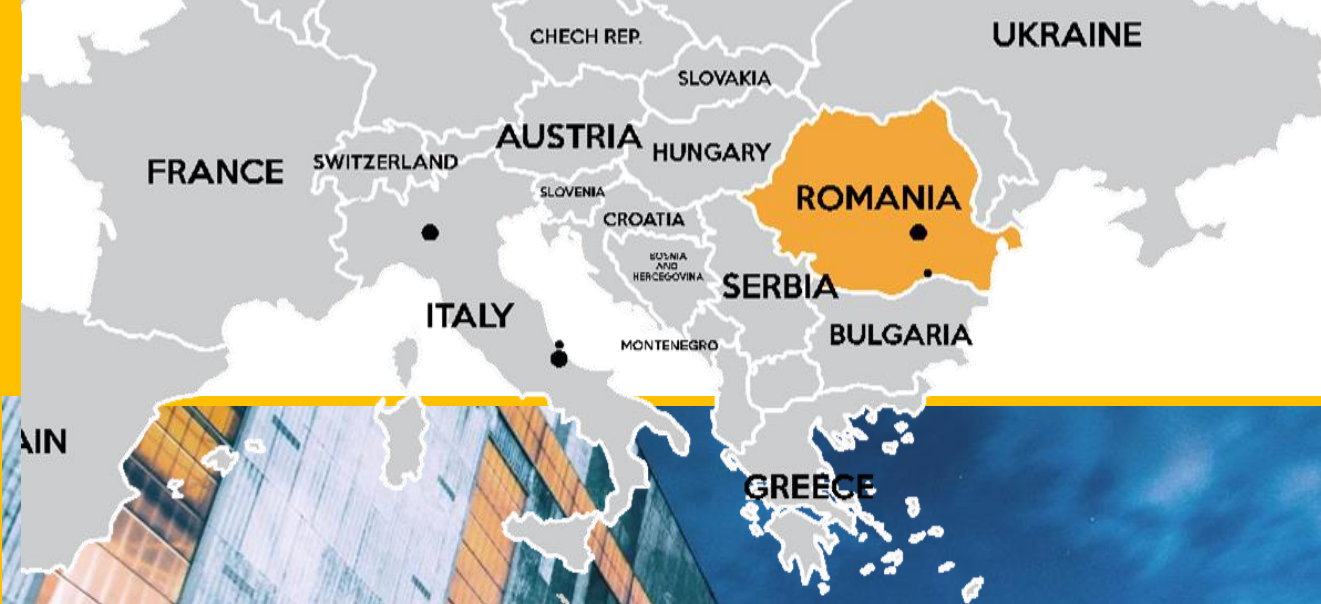 UKRAINE
CHECH REP.
SLOVAKIA
AUSTRIA
HUNGARY
FRANCE
SWITZERLAND
SLOVENIA
ROMANIA
CROATIA
BOSNIA
AND
HERCEGOVINA
SERBIA
ITALY
BULGARIA
MONTENEGRO
AIN
GREECE